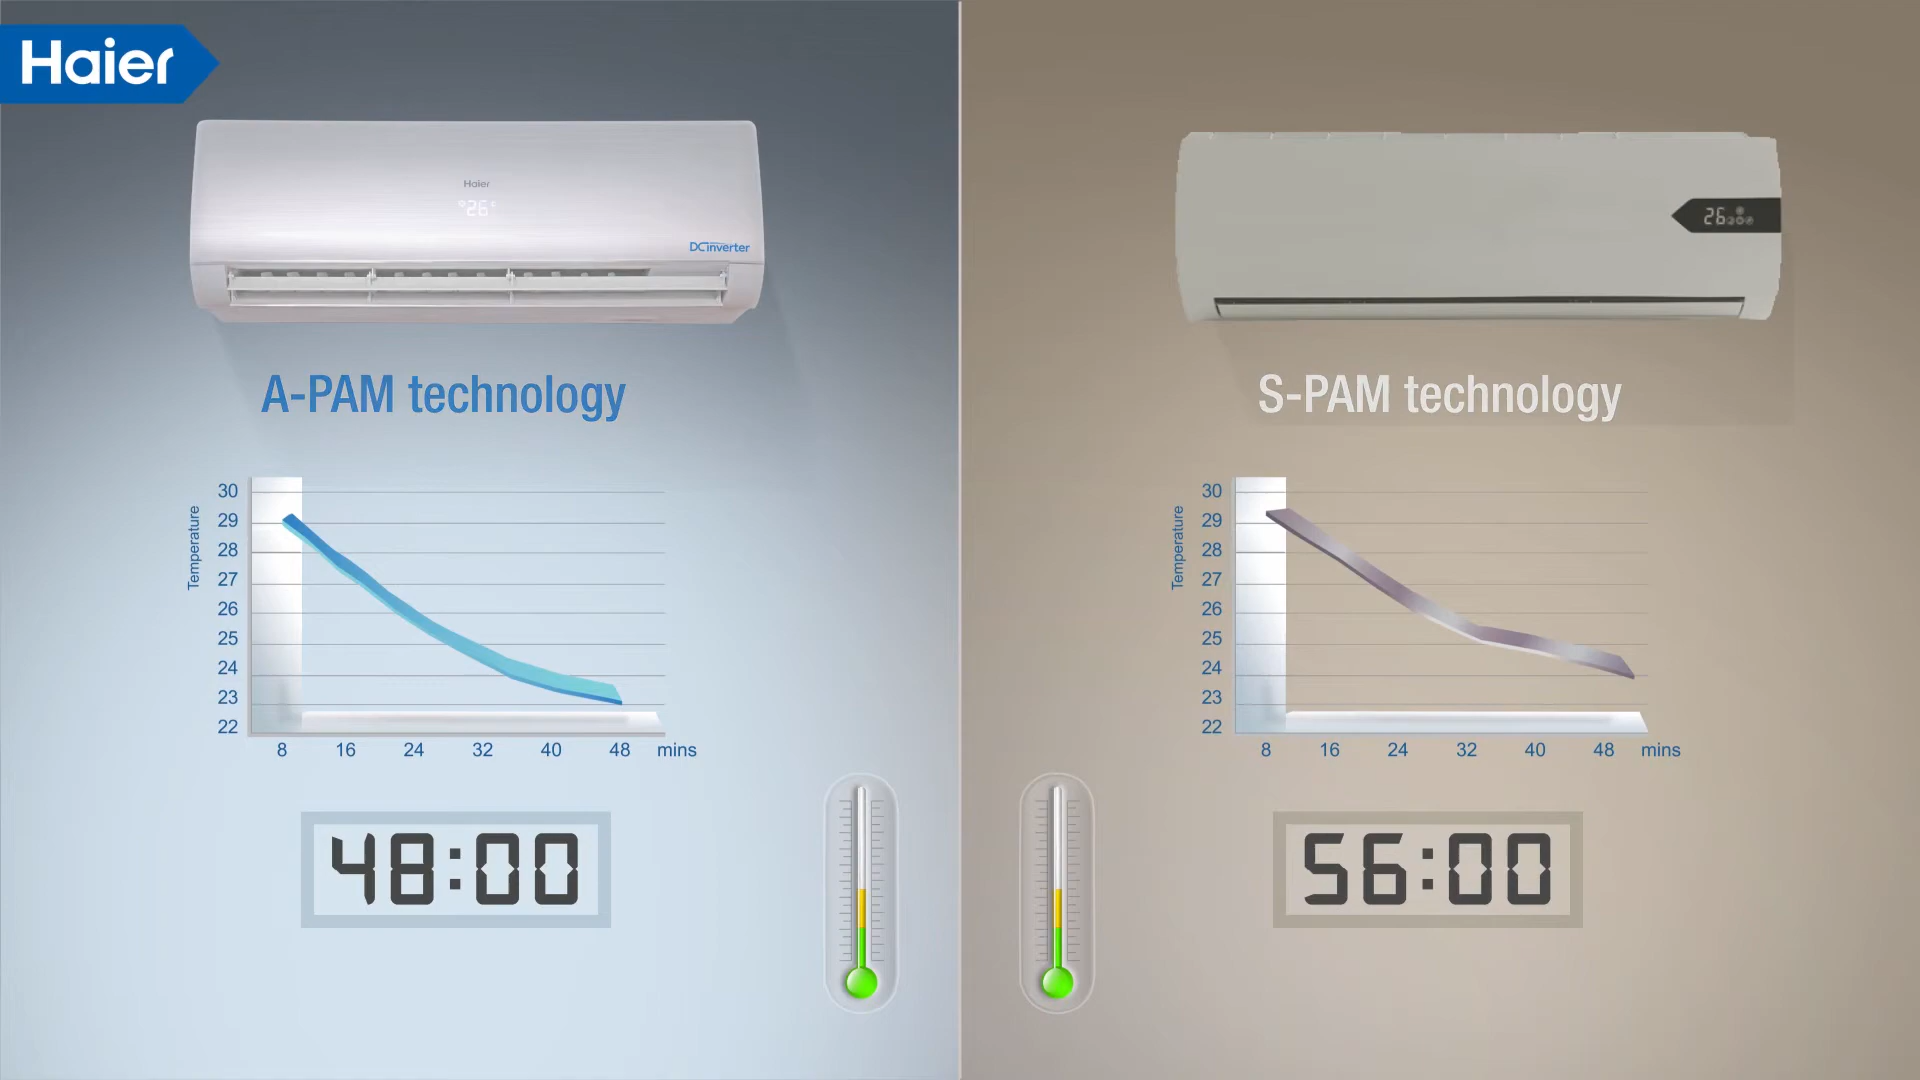 Haier
Haier
26
DC inverter
26
A-PAM technology
S-PAM technology
Temperature
30
29
28
27
26
25
24
23
22
8 16 24 32 40 48 mins
Temperature
30
29
28
27
26
25
24
23
22
8 16 24 32 40 48 mins
48:00
56:00